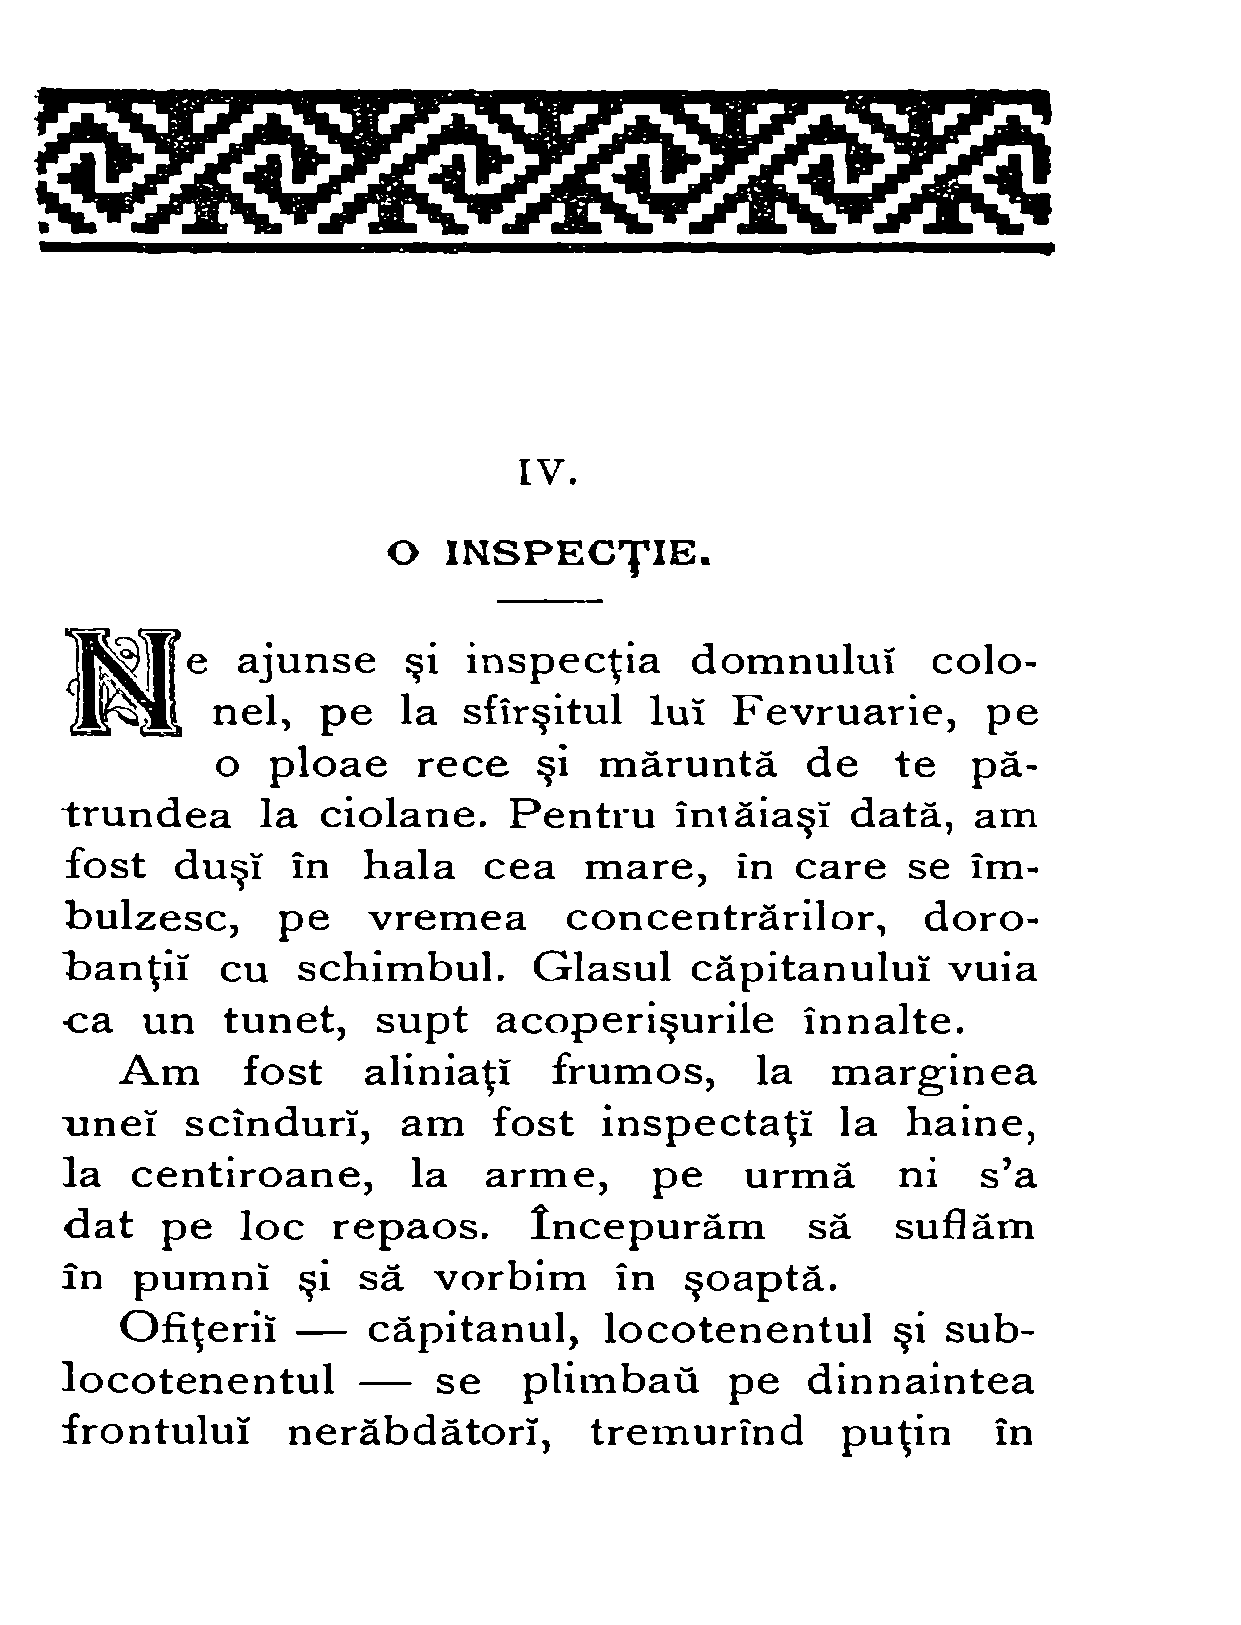 IV.
O INSPECŢIE.
Ne ajunse şi inspecţia domnuluĭ colo-
nel, pe la sfîrşitul luĭ Fevruarie, pe
o ploae rece şi măruntă de te pă-
trundea la ciolane. Pentru întăiaşĭ dată, am
fost duşĭ în hala cea mare, in care se îm-
bulzesc, pe vremea concentrărilor, doro-
banţiĭ cu schimbul. Glasul căpitanuluĭ vuia
ca un tunet, supt acoperişurile înnalte.
Am fost aliniaţĭ frumos, la marginea
uneĭ scîndurĭ, am fost inspectaţĭ la haine,
la centiroane, la arme, pe urmă ni s'a
dat pe loc repaos. Începurăm să suflăm
în pumnĭ şi să vorbim în şoaptă.
Ofiţeriĭ — căpitanul, locotenentul şi sub-
locotenentul — se plimbaŭ pe dinnaintea
frontuluĭ nerăbdătorĭ, tremurînd puţin în